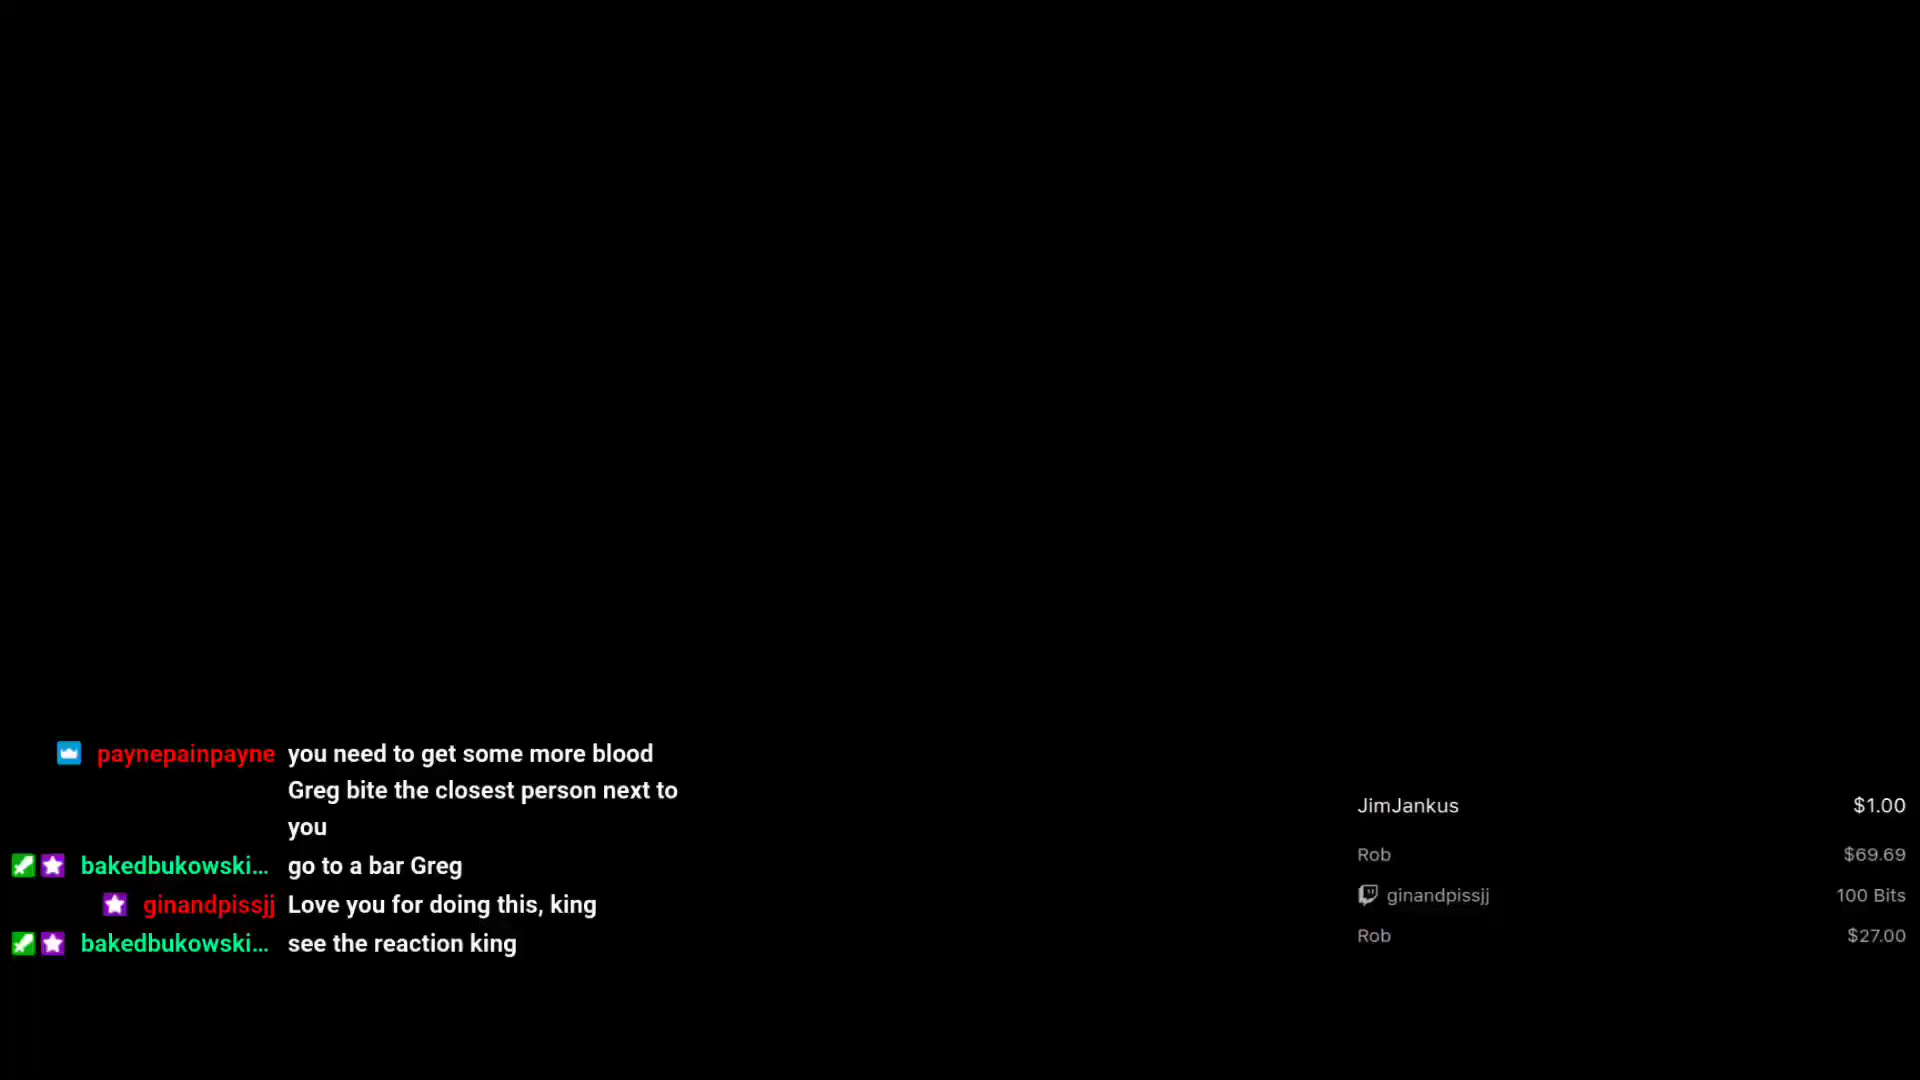 paynepainpayne you need to get some more blood
Greg bite the closest person next to
you
bakedbukowski... go to a bar Greg
ginandpissjj Love you for doing this, king
bakedbukowski... see the reaction king
JimJankus $1.00
Rob $69.69
ginandpissjj 100 Bits
Rob $27.00